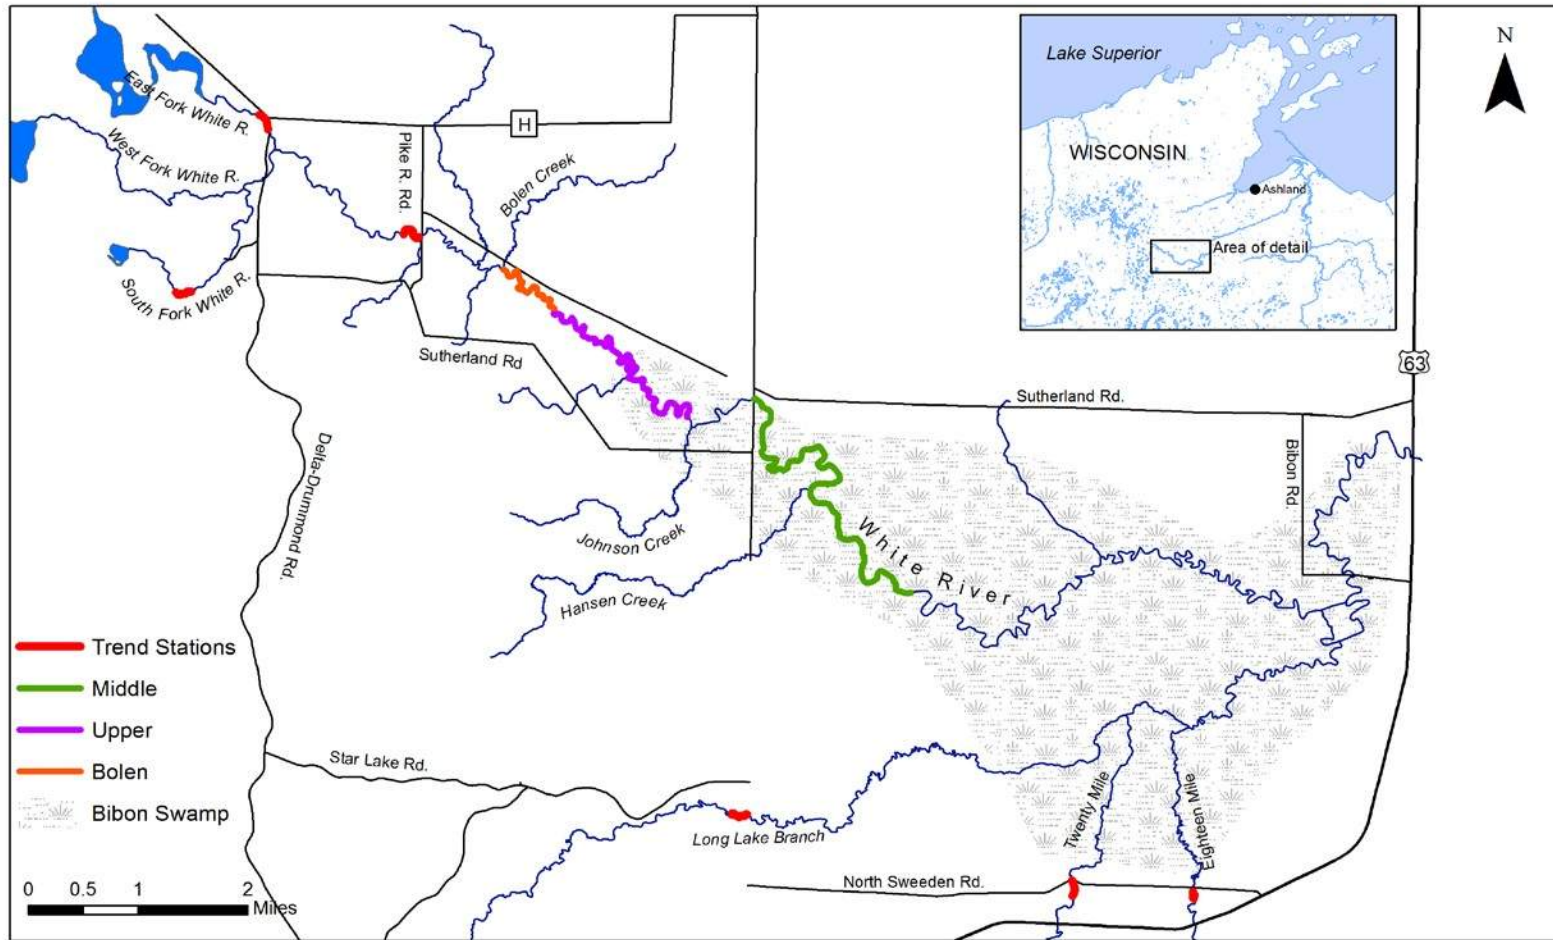 Lake Superior
WISCONSIN
Ashland
Area of detail
N
East Fork White R.
West Fork White R.
South Fork White R.
H
Pike R. Rd.
Bolen Creek
Sutherland Rd
Sutherland Rd.
63
Bibon Rd.
Delta-Drummond Rd.
Johnson Creek
Hansen Creek
White River
Trend Stations
Middle
Upper
Bolen
Bibon Swamp
Star Lake Rd.
Long Lake Branch
Twenty Mile
Eighteen Mile
North Sweeden Rd.
0 0.5 1 2
Miles